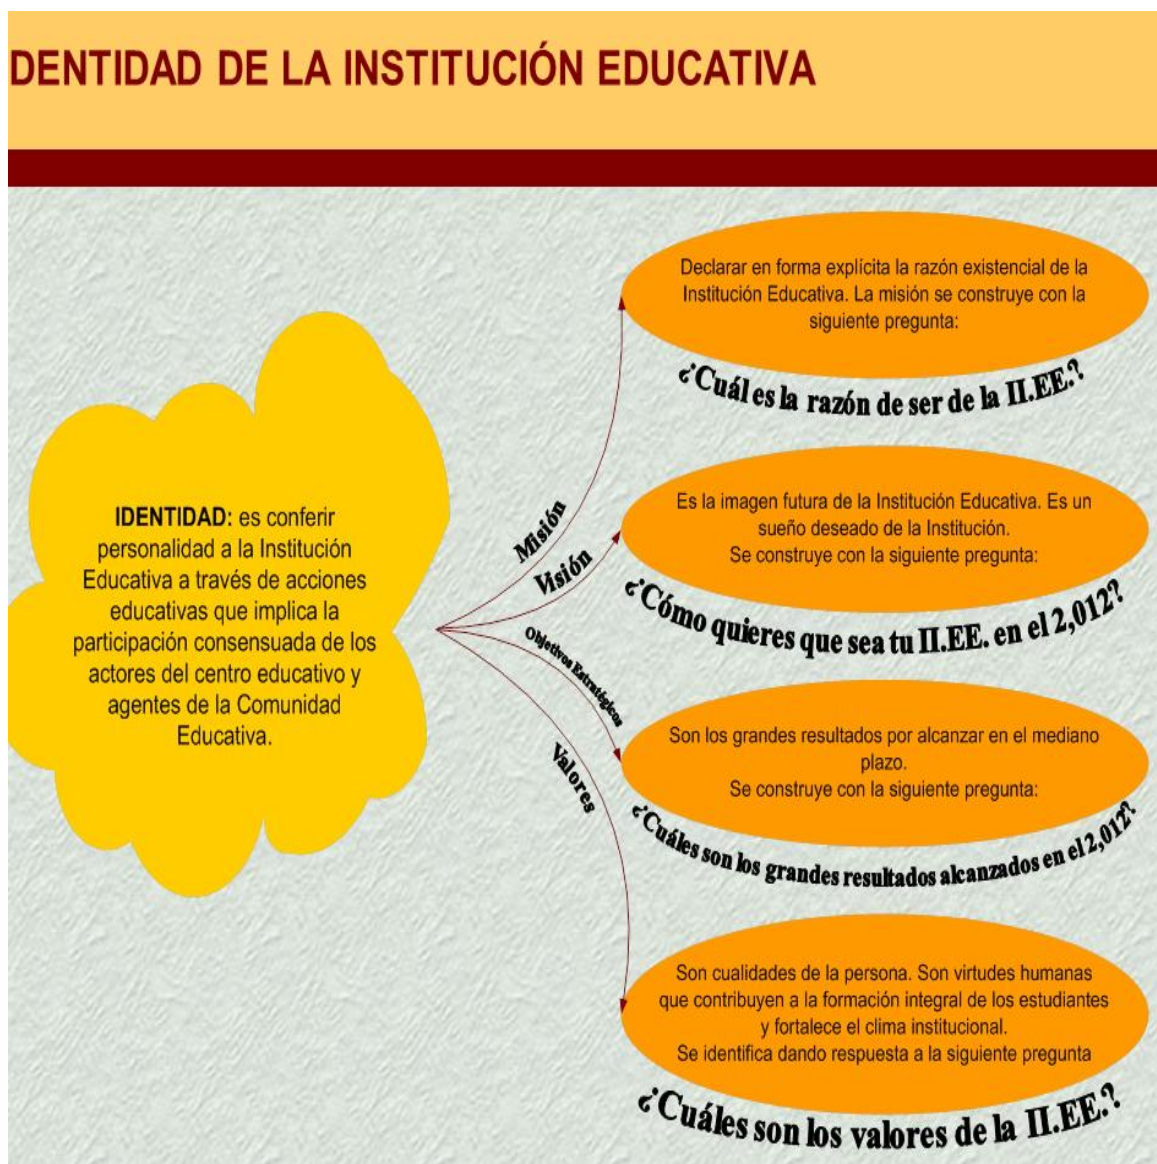 DENTIDAD DE LA INSTITUCIÓN EDUCATIVA
IDENTIDAD: es conferir
personalidad a la Institución
Educativa a través de acciones
educativas que implica la
participación consensuada de los
actores del centro educativo y
agentes de la Comunidad
Educativa.
Misión
Declarar en forma explícita la razón existencial de la
Institución Educativa. La misión se construye con la
siguiente pregunta:
¿Cuál es la razón de ser de la II.EE.?
Visión
Es la imagen futura de la Institución Educativa. Es un
sueño deseado de la Institución.
Se construye con la siguiente pregunta:
¿Cómo quieres que sea tu II.EE. en el 2,012?
Objetivos Estratégicos
Son los grandes resultados por alcanzar en el mediano
plazo.
Se construye con la siguiente pregunta:
¿Cuáles son los grandes resultados alcanzados en el 2,012?
Valores
Son cualidades de la persona. Son virtudes humanas
que contribuyen a la formación integral de los estudiantes
y fortalece el clima institucional.
Se identifica dando respuesta a la siguiente pregunta
¿Cuáles son los valores de la II.EE.?